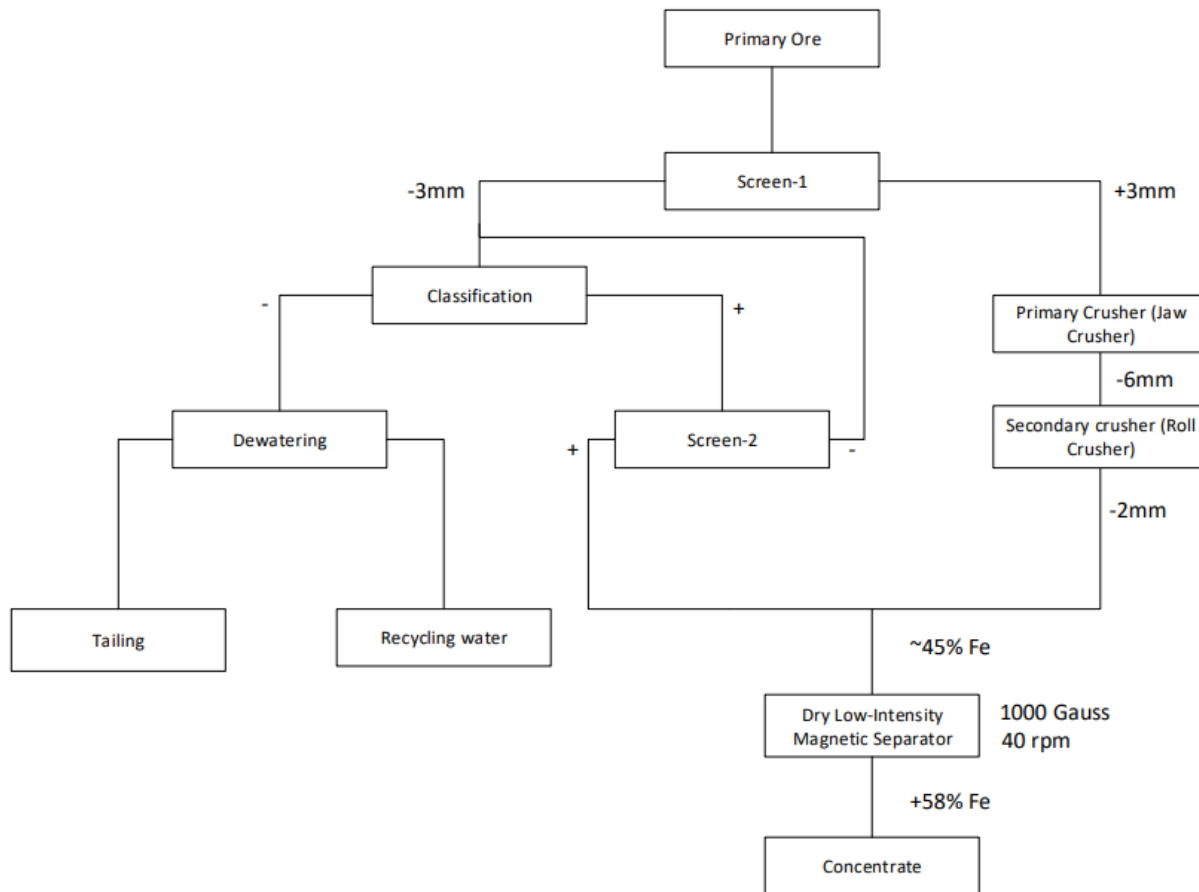 Primary Ore
Screen-1
-3mm
+3mm
Classification
-
+
Primary Crusher (Jaw
Crusher)
-6mm
Dewatering
Screen-2
+
-
Secondary crusher (Roll
Crusher)
-2mm
Tailing
Recycling water
~45% Fe
Dry Low-Intensity
Magnetic Separator
1000 Gauss
40 rpm
+58% Fe
Concentrate